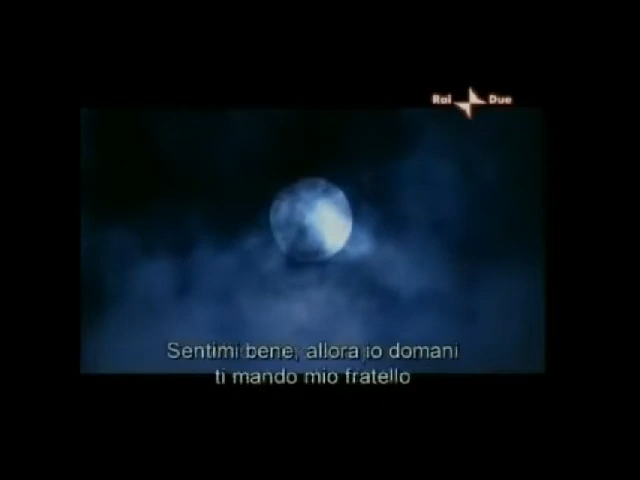 Rai Due
Sentimi bene, allora io domani
ti mando mio fratello